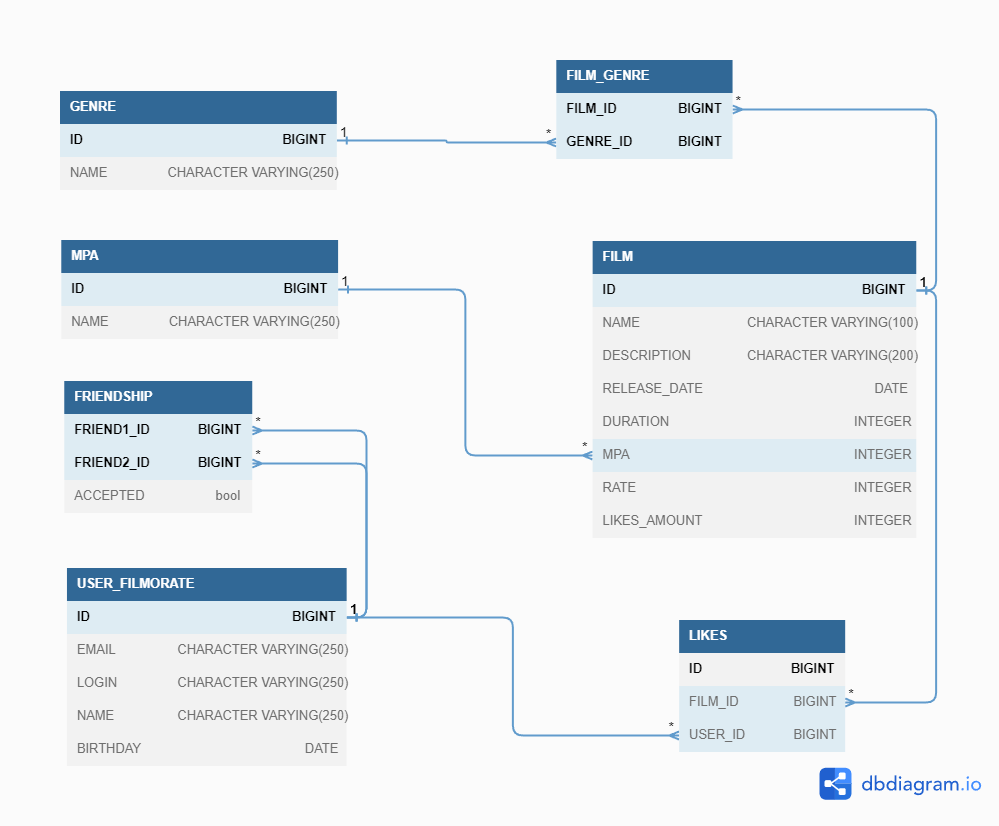 GENRE
ID BIGINT 1
NAME CHARACTER VARYING(250)
FILM_GENRE
FILM_ID BIGINT *
* GENRE_ID BIGINT
MPA
ID BIGINT 1
NAME CHARACTER VARYING(250)
FILM
ID BIGINT 1
NAME CHARACTER VARYING(100)
DESCRIPTION CHARACTER VARYING(200)
RELEASE_DATE DATE
DURATION INTEGER
* MPA INTEGER
RATE INTEGER
LIKES_AMOUNT INTEGER
FRIENDSHIP
FRIEND1_ID BIGINT *
FRIEND2_ID BIGINT *
ACCEPTED bool
USER_FILMORATE
ID BIGINT 1
EMAIL CHARACTER VARYING(250)
LOGIN CHARACTER VARYING(250)
NAME CHARACTER VARYING(250)
BIRTHDAY DATE
LIKES
ID BIGINT
FILM_ID BIGINT *
* USER_ID BIGINT
dbdiagram.io